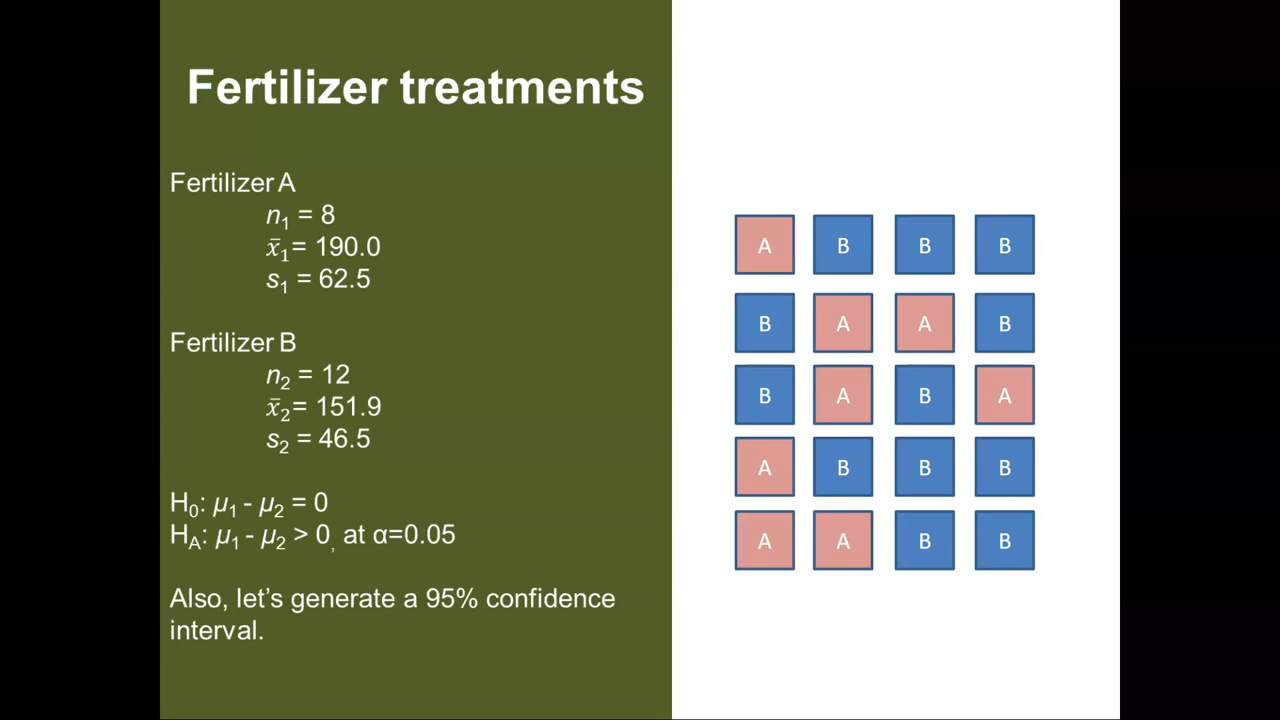 Fertilizer treatments
Fertilizer A
n₁ = 8
x̄₁= 190.0
s₁ = 62.5
Fertilizer B
n₂ = 12
x̄₂= 151.9
s₂ = 46.5
H₀: μ₁ - μ₂ = 0
H_A: μ₁ - μ₂ > 0, at α=0.05
Also, let’s generate a 95% confidence
interval.
A B B B
B A A B
B A B A
A B B B
A A B B